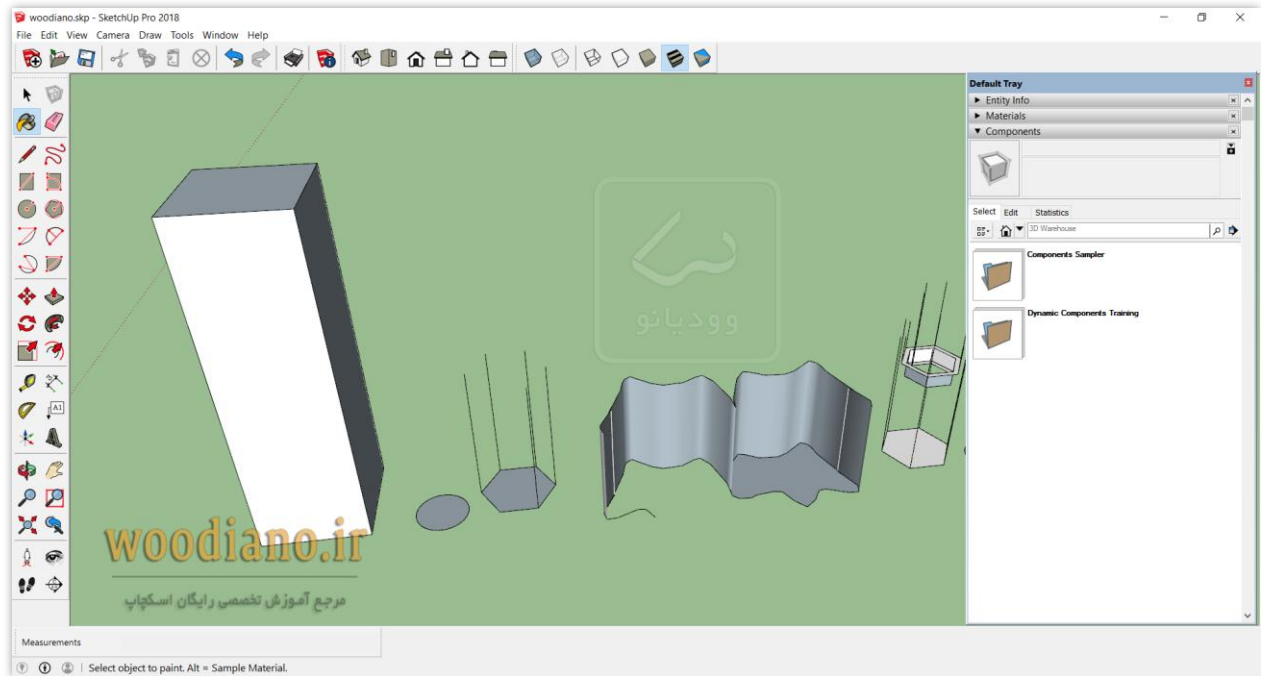 woodiano.skp - SketchUp Pro 2018
File Edit View Camera Draw Tools Window Help
Default Tray
Entity Info
Materials
Components
Select Edit Statistics
3D Warehouse
Components Sampler
Dynamic Components Training
A1
وودیانو
woodiano.ir
مرجع آموزش تخصصی رایگان اسکچاپ
Measurements
Select object to paint. Alt = Sample Material.